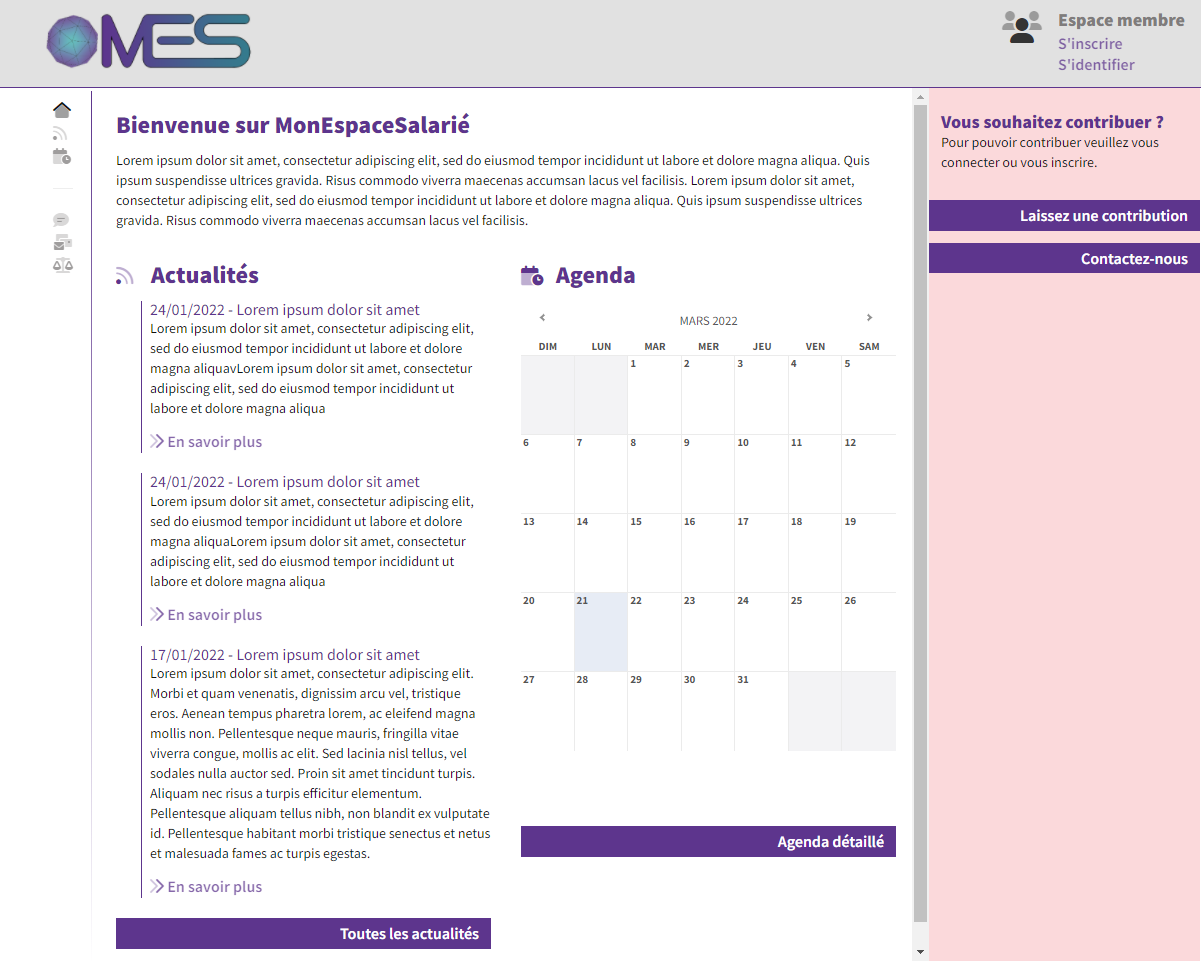 MES
Espace membre
S'inscrire
S'identifier
Bienvenue sur MonEspaceSalarié
Lorem ipsum dolor sit amet, consectetur adipiscing elit, sed do eiusmod tempor incididunt ut labore et dolore magna aliqua. Quis
ipsum suspendisse ultrices gravida. Risus commodo viverra maecenas accumsan lacus vel facilisis. Lorem ipsum dolor sit amet,
consectetur adipiscing elit, sed do eiusmod tempor incididunt ut labore et dolore magna aliqua. Quis ipsum suspendisse ultrices
gravida. Risus commodo viverra maecenas accumsan lacus vel facilisis.
Actualités
24/01/2022 - Lorem ipsum dolor sit amet
Lorem ipsum dolor sit amet, consectetur adipiscing elit,
sed do eiusmod tempor incididunt ut labore et dolore
magna aliquavLorem ipsum dolor sit amet, consectetur
adipiscing elit, sed do eiusmod tempor incididunt ut
labore et dolore magna aliqua
En savoir plus
24/01/2022 - Lorem ipsum dolor sit amet
Lorem ipsum dolor sit amet, consectetur adipiscing elit,
sed do eiusmod tempor incididunt ut labore et dolore
magna aliquaLorem ipsum dolor sit amet, consectetur
adipiscing elit, sed do eiusmod tempor incididunt ut
labore et dolore magna aliqua
En savoir plus
17/01/2022 - Lorem ipsum dolor sit amet
Lorem ipsum dolor sit amet, consectetur adipiscing elit.
Morbi et quam venenatis, dignissim arcu vel, tristique
eros. Aenean tempus pharetra lorem, ac eleifend magna
mollis non. Pellentesque neque mauris, fringilla vitae
viverra congue, mollis ac elit. Sed lacinia nisl tellus, vel
sodales nulla auctor sed. Proin sit amet tincidunt turpis.
Aliquam nec risus a turpis efficitur elementum.
Pellentesque aliquam tellus nibh, non blandit ex vulputate
id. Pellentesque habitant morbi tristique senectus et netus
et malesuada fames ac turpis egestas.
En savoir plus
Toutes les actualités
Agenda
MARS 2022
DIM LUN MAR MER JEU VEN SAM
1 2 3 4 5
6 7 8 9 10 11 12
13 14 15 16 17 18 19
20 21 22 23 24 25 26
27 28 29 30 31
Agenda détaillé
Vous souhaitez contribuer ?
Pour pouvoir contribuer veuillez vous
connecter ou vous inscrire.
Laissez une contribution
Contactez-nous